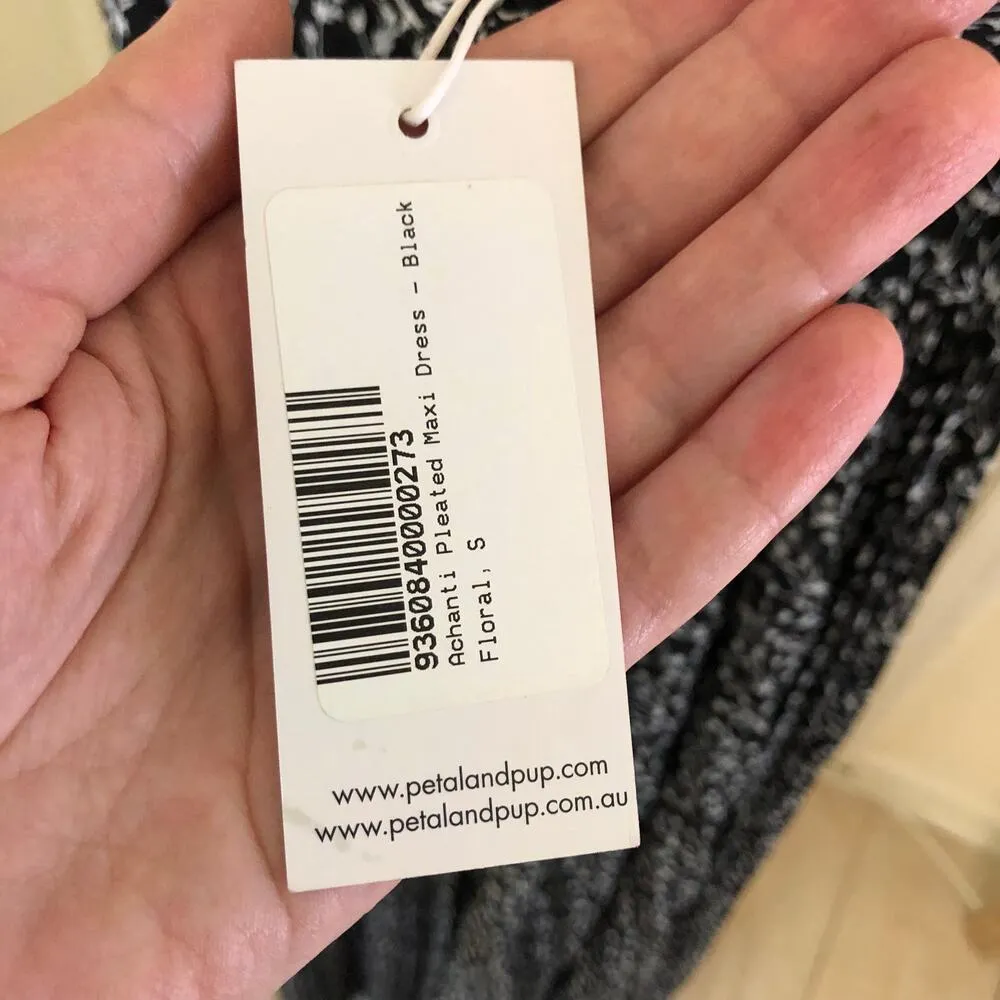 9360840000273
Achanti Pleated Maxi Dress - Black
Floral, S
www.petalandpup.com
www.petalandpup.com.au